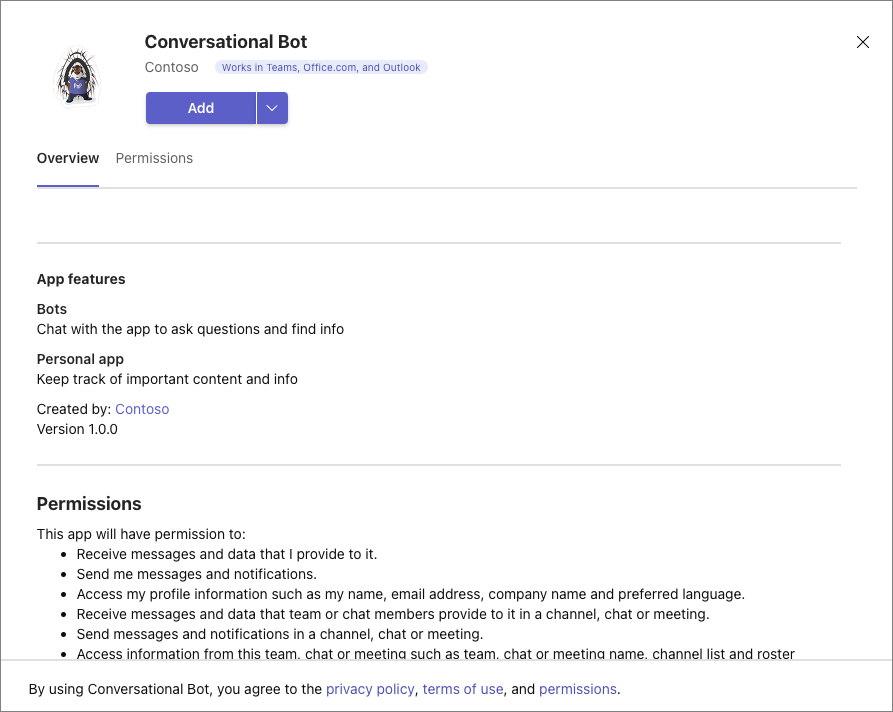 Conversational Bot
Contoso
Works in Teams, Office.com, and Outlook
Add
Overview
Permissions
App features
Bots
Chat with the app to ask questions and find info
Personal app
Keep track of important content and info
Created by: Contoso
Version 1.0.0
Permissions
This app will have permission to:
• Receive messages and data that I provide to it.
• Send me messages and notifications.
• Access my profile information such as my name, email address, company name and preferred language.
• Receive messages and data that team or chat members provide to it in a channel, chat or meeting.
• Send messages and notifications in a channel, chat or meeting.
• Access information from this team, chat or meeting such as team, chat or meeting name, channel list and roster
By using Conversational Bot, you agree to the privacy policy, terms of use, and permissions.